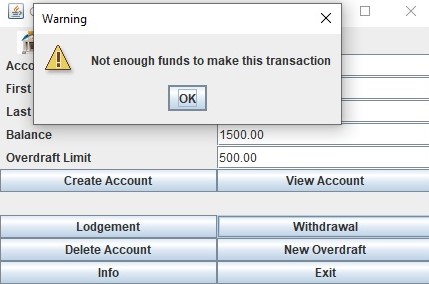 Warning
Not enough funds to make this transaction
OK
First
Last
Balance 1500.00
Overdraft Limit 500.00
Create Account View Account
Lodgement Withdrawal
Delete Account New Overdraft
Info Exit